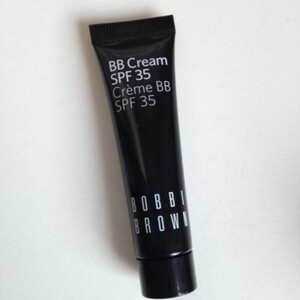 BB Cream
SPF 35
Crème BB
SPF 35
BOBBI
BROWN